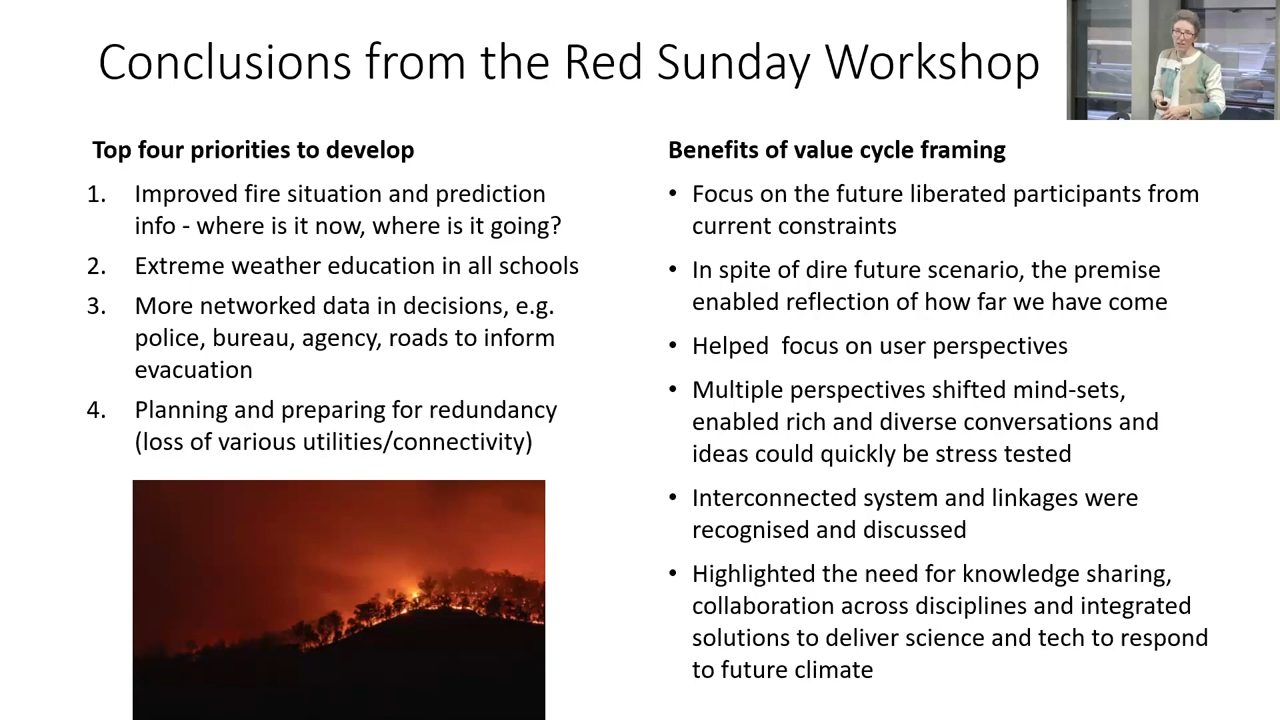 Conclusions from the Red Sunday Workshop
Top four priorities to develop
1. Improved fire situation and prediction
info - where is it now, where is it going?
2. Extreme weather education in all schools
3. More networked data in decisions, e.g.
police, bureau, agency, roads to inform
evacuation
4. Planning and preparing for redundancy
(loss of various utilities/connectivity)
Benefits of value cycle framing
• Focus on the future liberated participants from
current constraints
• In spite of dire future scenario, the premise
enabled reflection of how far we have come
• Helped  focus on user perspectives
• Multiple perspectives shifted mind-sets,
enabled rich and diverse conversations and
ideas could quickly be stress tested
• Interconnected system and linkages were
recognised and discussed
• Highlighted the need for knowledge sharing,
collaboration across disciplines and integrated
solutions to deliver science and tech to respond
to future climate